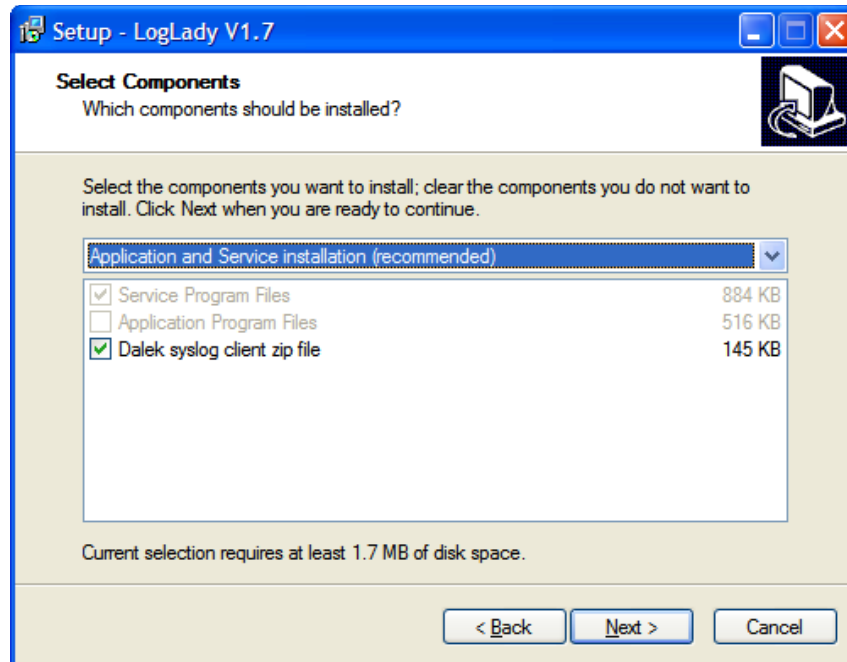 Setup - LogLady V1.7
Select Components
Which components should be installed?
Select the components you want to install; clear the components you do not want to
install. Click Next when you are ready to continue.
Application and Service installation (recommended)
Service Program Files 884 KB
Application Program Files 516 KB
Dalek syslog client zip file 145 KB
Current selection requires at least 1.7 MB of disk space.
< Back Next > Cancel